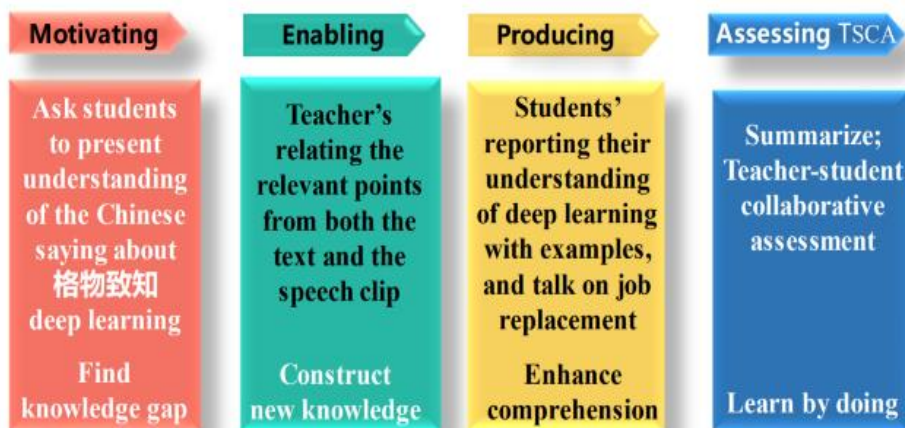 Motivating
Ask students
to present
understanding
of the Chinese
saying about
格物致知
deep learning
Find
knowledge gap
Enabling
Teacher's
relating the
relevant points
from both the
text and the
speech clip
Construct
new knowledge
Producing
Students'
reporting their
understanding
of deep learning
with examples,
and talk on job
replacement
Enhance
comprehension
Assessing TSCA
Summarize;
Teacher-student
collaborative
assessment
Learn by doing